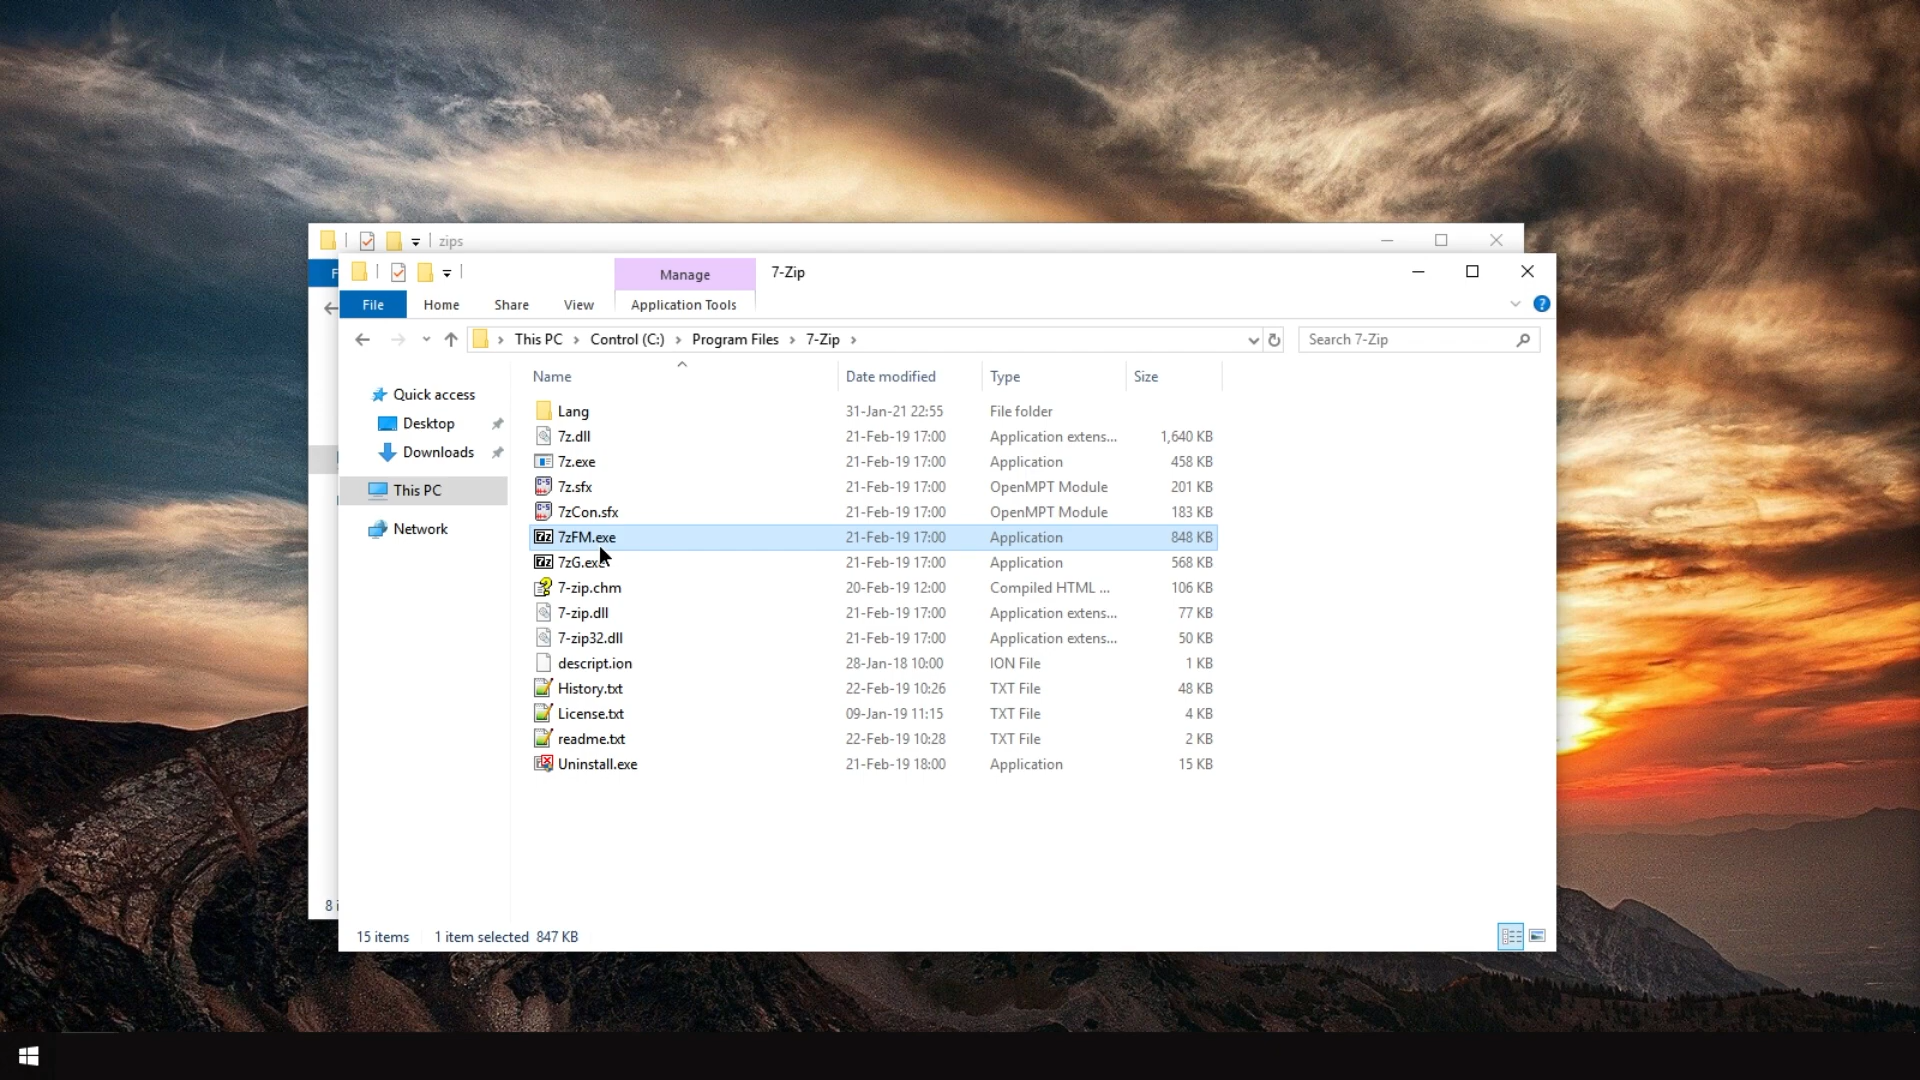 zips
Manage
7-Zip
File
Home
Share
View
Application Tools
This PC
Control (C:)
Program Files
7-Zip
Search 7-Zip
Name
Date modified
Type
Size
Quick access
Desktop
Downloads
This PC
Network
Lang 31-Jan-21 22:55 File folder
7z.dll 21-Feb-19 17:00 Application extens... 1,640 KB
7z.exe 21-Feb-19 17:00 Application 458 KB
7z.sfx 21-Feb-19 17:00 OpenMPT Module 201 KB
7zCon.sfx 21-Feb-19 17:00 OpenMPT Module 183 KB
7zFM.exe 21-Feb-19 17:00 Application 848 KB
7zG.exe 21-Feb-19 17:00 Application 568 KB
7-zip.chm 20-Feb-19 12:00 Compiled HTML ... 106 KB
7-zip.dll 21-Feb-19 17:00 Application extens... 77 KB
7-zip32.dll 21-Feb-19 17:00 Application extens... 50 KB
descript.ion 28-Jan-18 10:00 ION File 1 KB
History.txt 22-Feb-19 10:26 TXT File 48 KB
License.txt 09-Jan-19 11:15 TXT File 4 KB
readme.txt 22-Feb-19 10:28 TXT File 2 KB
Uninstall.exe 21-Feb-19 18:00 Application 15 KB
8 i
15 items 1 item selected 847 KB